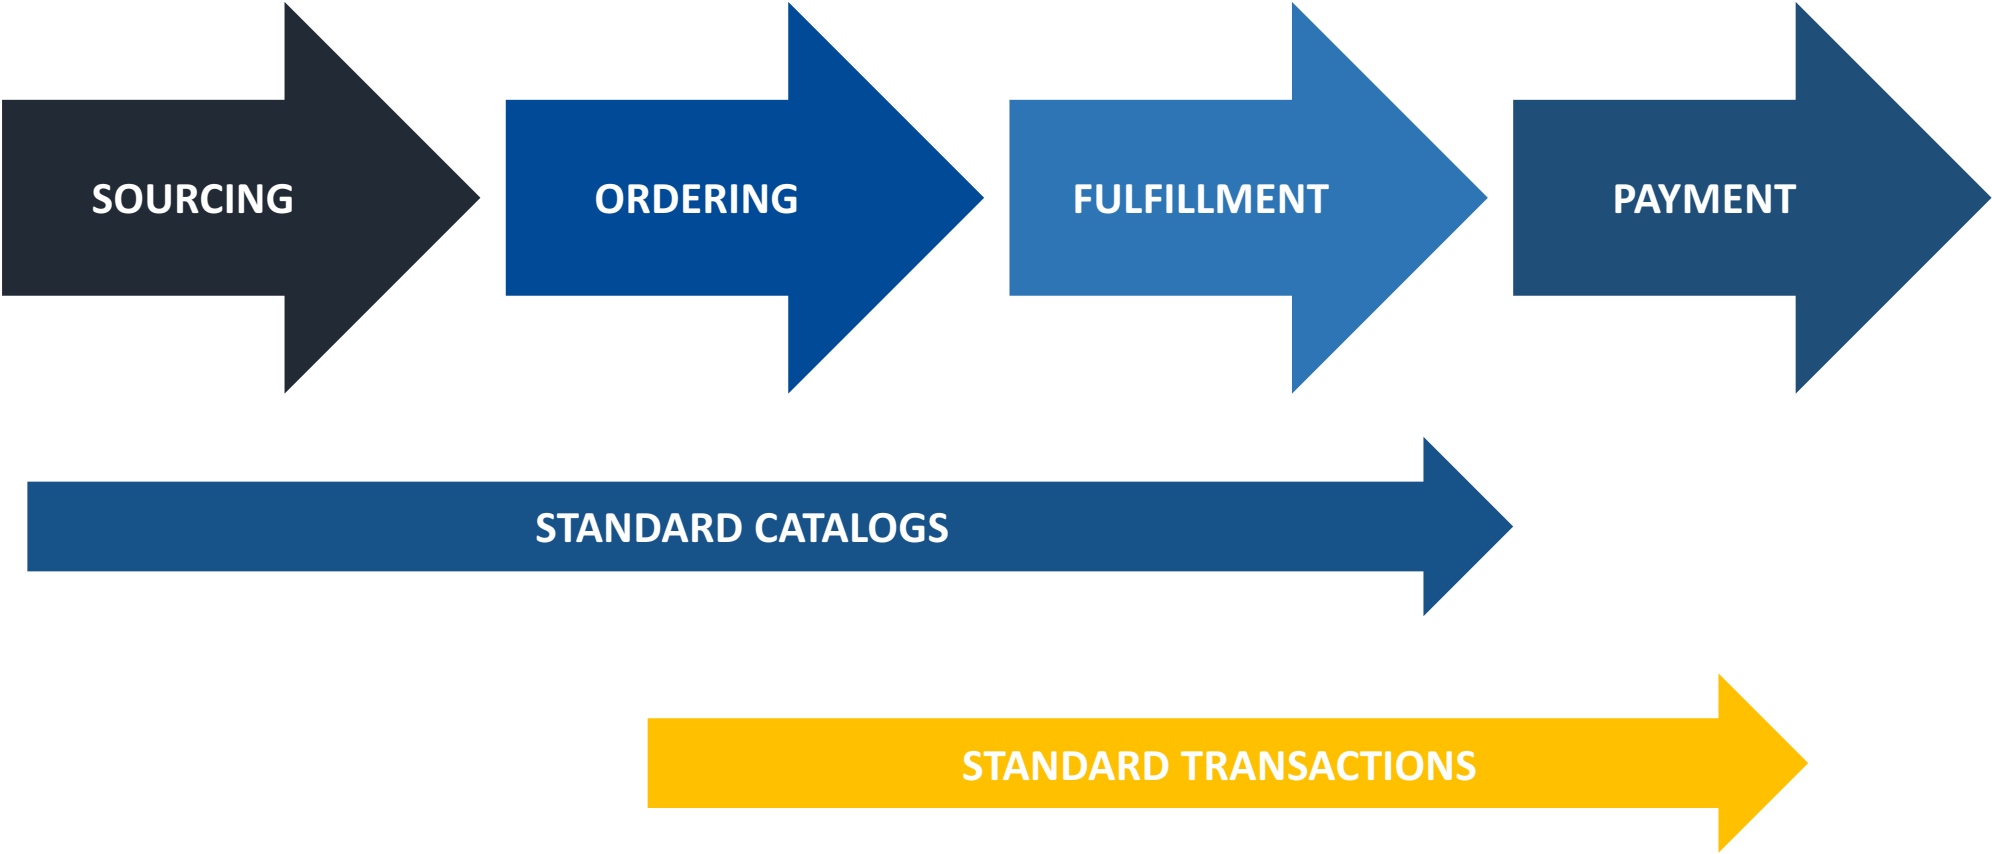 SOURCING
ORDERING
FULFILLMENT
PAYMENT
STANDARD CATALOGS
STANDARD TRANSACTIONS